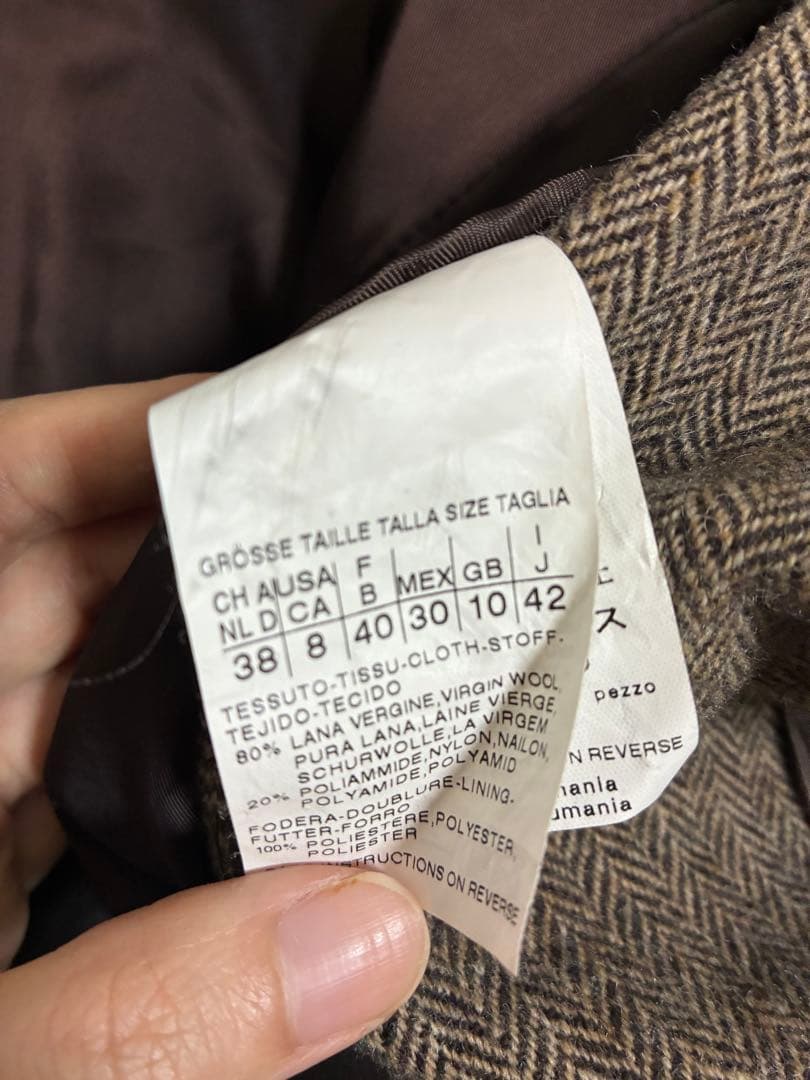 GRÖSSE TAILLE TALLA SIZE TAGLIA
CH A USA F MEX GB I
NL D CA B J
38 8 40 30 10 42
TESSUTO-TISSU-CLOTH-STOFF-
TEJIDO-TECIDO
80% LANA VERGINE,VIRGIN WOOL,
PURA LANA,LAINE VIERGE,
SCHURWOLLE,LA VIRGEM
20% POLIAMMIDE,NYLON,NAILON,
POLYAMIDE,POLYAMID
FODERA-DOUBLURE-LINING-
FUTTER-FORRO
100% POLIESTERE,POLYESTER,
POLIESTER
INSTRUCTIONS ON REVERSE
ス
pezzo
N REVERSE
mania
umania